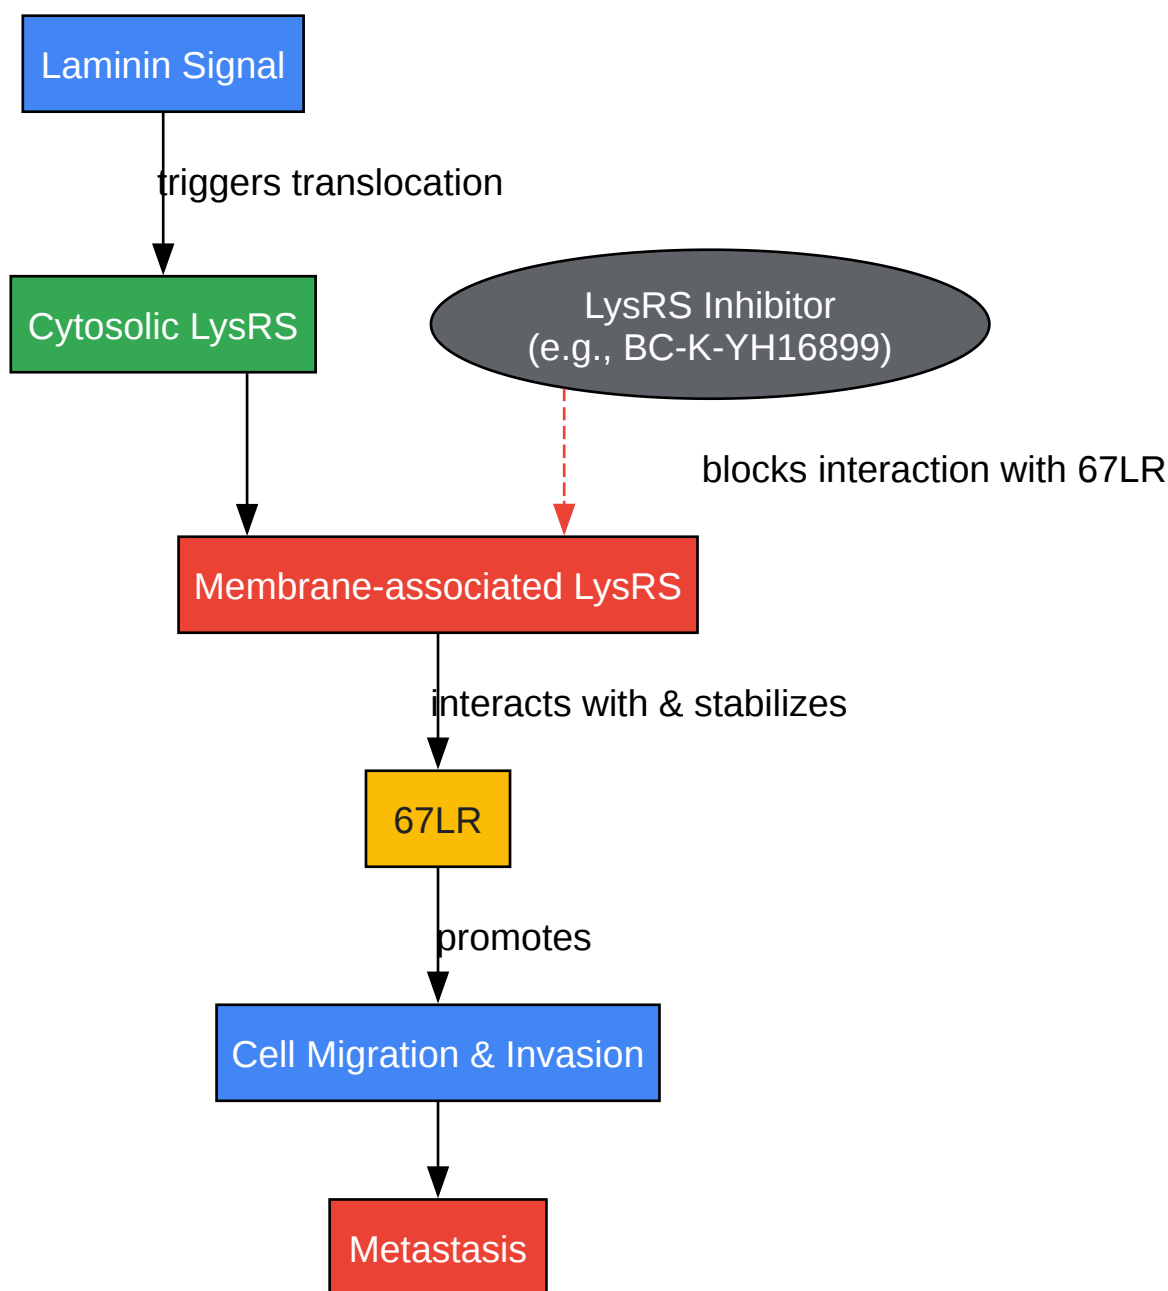 Laminin Signal
triggers translocation
Cytosolic LysRS
LysRS Inhibitor
(e.g., BC-K-YH16899)
blocks interaction with 67LR
Membrane-associated LysRS
interacts with & stabilizes
67LR
promotes
Cell Migration & Invasion
Metastasis